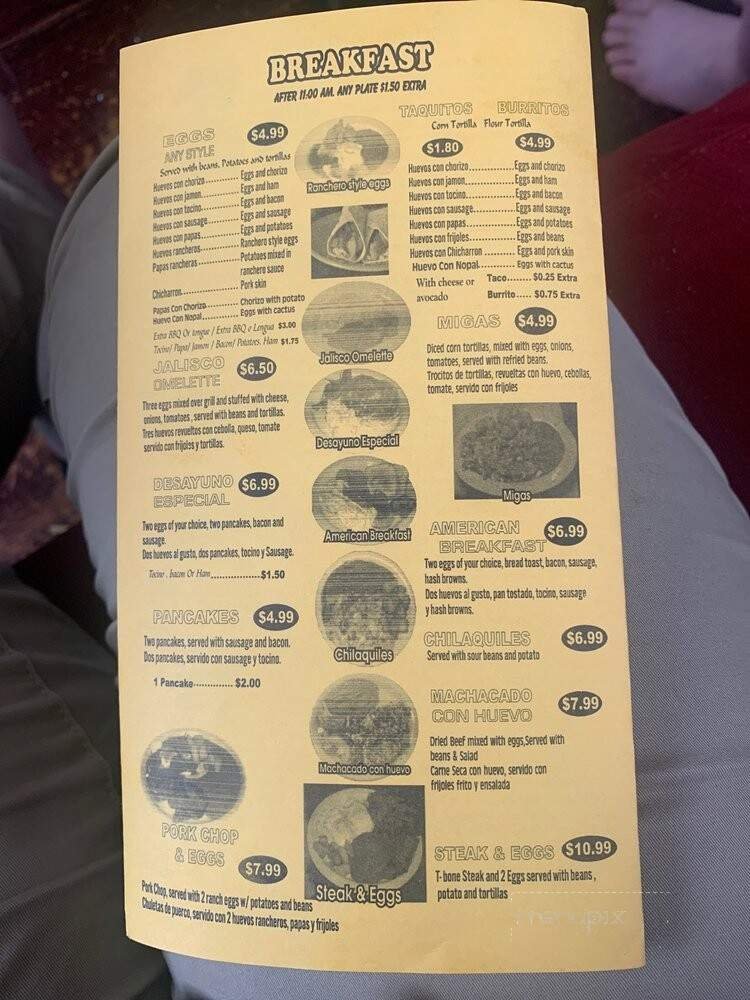 BREAKFAST
AFTER 11:00 AM. ANY PLATE $1.50 EXTRA
EGGS
ANY STYLE
$4.99
Served with beans, Potatoes and tortillas
Huevos con chorizo............ Eggs and chorizo
Huevos con jamon............ Eggs and ham
Huevos con tocino............ Eggs and bacon
Huevos con sausage.......... Eggs and sausage
Huevos con papas............ Eggs and potatoes
Huevos rancheros............ Ranchero style eggs
Papas rancheras ............ Potatoes mixed in
ranchero sauce
Chicharron..................... Pork skin
Papas Con Chorizo........ Chorizo with potato
Huevo Con Nopal.......... Eggs with cactus
Extra BBQ Or tongue / Extra BBQ o Lengua $3.00
Tocino/ Papa/ Jamon / Bacon/ Potatoes. Ham $1.75
JALISCO
OMELETTE
$6.50
Three eggs mixed over grill and stuffed with cheese,
onions, tomatoes, served with beans and tortillas.
Tres huevos revueltos con cebolla, queso, tomate
servido con frijoles y tortillas.
DESAYUNO
ESPECIAL
$6.99
Two eggs of your choice, two pancakes, bacon and
sausage.
Dos huevos al gusto, dos pancakes, tocino y Sausage.
Tocino . bacon Or Ham..................$1.50
PANCAKES $4.99
Two pancakes, served with sausage and bacon.
Dos pancakes, servido con sausage y tocino.
1 Pancake............. $2.00
PORK CHOP
& EGGS
$7.99
Pork Chop, served with 2 ranch eggs w/ potatoes and beans
Chuletas de puerco, servido con 2 huevos rancheros, papas y frijoles
Ranchero style eggs
Jalisco Omelette
Desayuno Especial
American Breakfast
Chilaquiles
Machacado con huevo
Steak & Eggs
TAQUITOS BURRITOS
Corn Tortilla Flour Tortilla
$1.80 $4.99
Huevos con chorizo.............. Eggs and chorizo
Huevos con jamon.............. Eggs and ham
Huevos con tocino.............. Eggs and bacon
Huevos con sausage............ Eggs and sausage
Huevos con papas.............. Eggs and potatoes
Huevos con frijoles............. Eggs and beans
Huevos con Chicharron ......... Eggs and pork skin
Huevo Con Nopal........... Eggs with cactus
With cheese or
avocado
Taco........ $0.25 Extra
Burrito..... $0.75 Extra
MIGAS $4.99
Diced corn tortillas, mixed with eggs, onions,
tomatoes, served with refried beans.
Trocitos de tortillas, revueltas con huevo, cebollas,
tomate, servido con frijoles
Migas
AMERICAN
BREAKFAST
$6.99
Two eggs of your choice, bread toast, bacon, sausage,
hash browns.
Dos huevos al gusto, pan tostado, tocino, sausage
y hash browns.
CHILAQUILES $6.99
Served with sour beans and potato
MACHACADO
CON HUEVO
$7.99
Dried Beef mixed with eggs,Served with
beans & Salad
Carne Seca con huevo, servido con
frijoles frito y ensalada
STEAK & EGGS $10.99
T-bone Steak and 2 Eggs served with beans ,
potato and tortillas
menupix